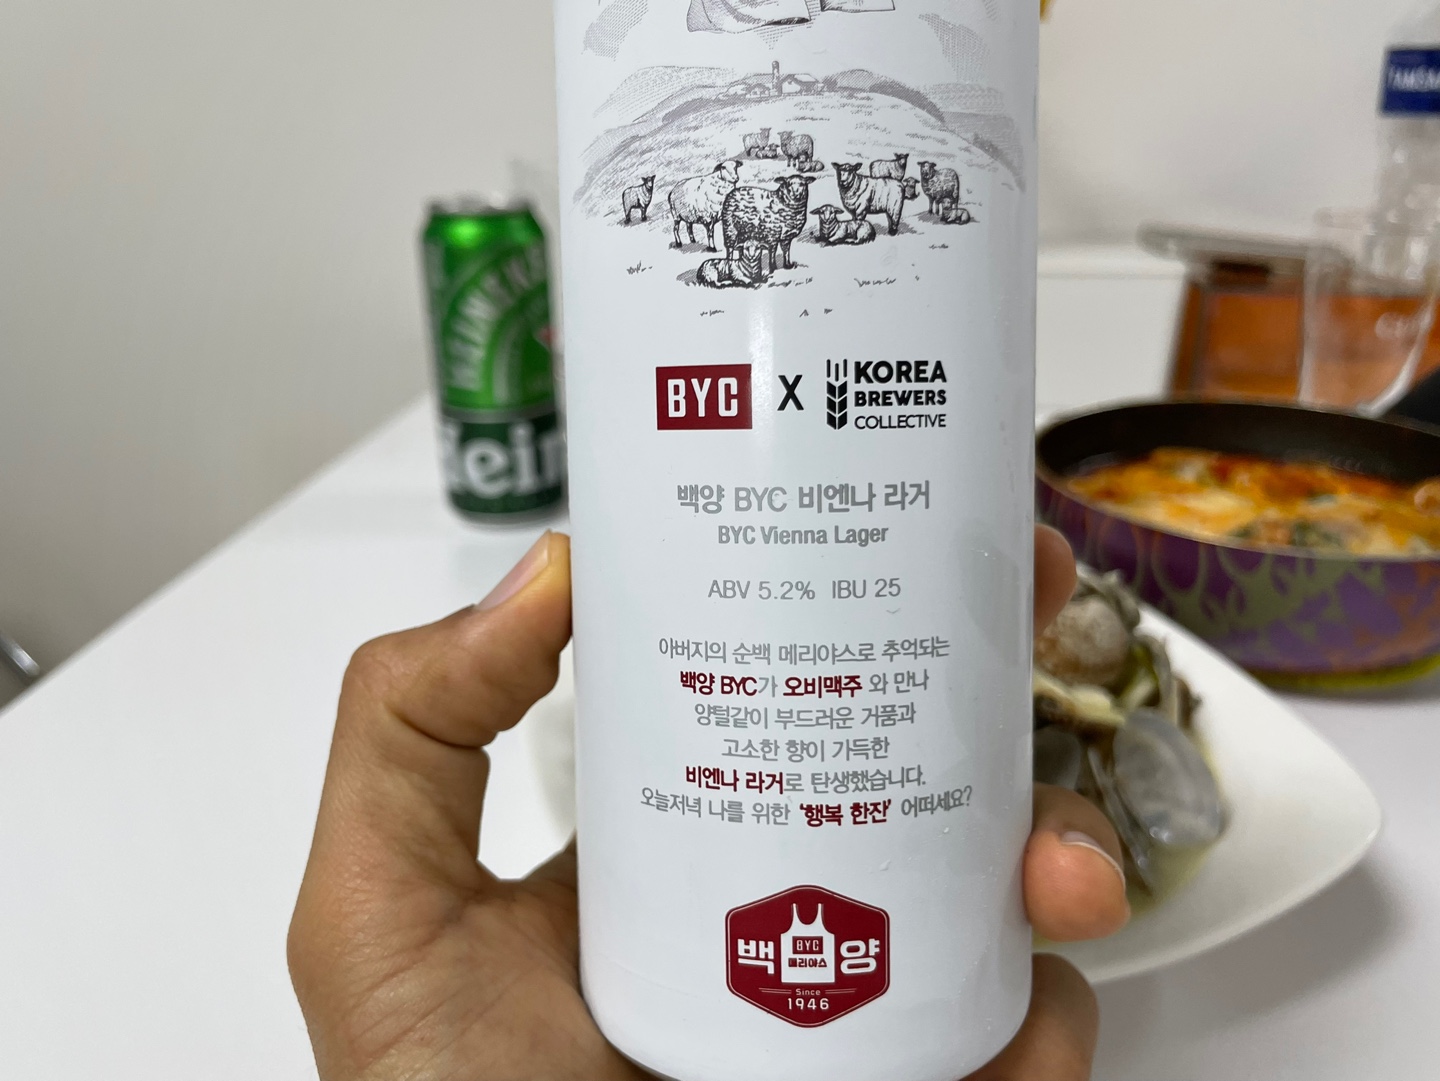 BYC X KOREA BREWERS COLLECTIVE
백양 BYC 비엔나 라거
BYC Vienna Lager
ABV 5.2% IBU 25
아버지의 순백 메리야스로 추억되는
백양 BYC가 오비맥주 와 만나
양털같이 부드러운 거품과
고소한 향이 가득한
비엔나 라거로 탄생했습니다.
오늘저녁 나를 위한 '행복 한잔' 어떠세요?
백 BYC 메리야스 양
Since
1946